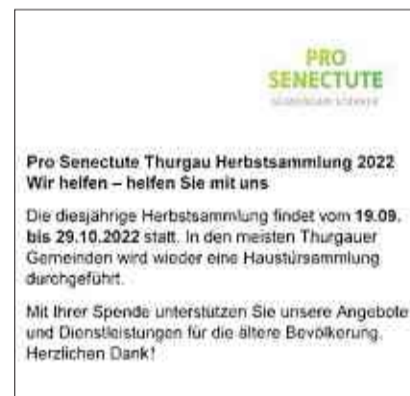 PRO
SENECTUTE
GEMEINSAM STÄRKER
Pro Senectute Thurgau Herbstsammlung 2022
Wir helfen – helfen Sie mit uns
Die diesjährige Herbstsammlung findet vom 19.09.
bis 29.10.2022 statt. In den meisten Thurgauer
Gemeinden wird wieder eine Haustürsammlung
durchgeführt.
Mit Ihrer Spende unterstützen Sie unsere Angebote
und Dienstleistungen für die ältere Bevölkerung.
Herzlichen Dank!